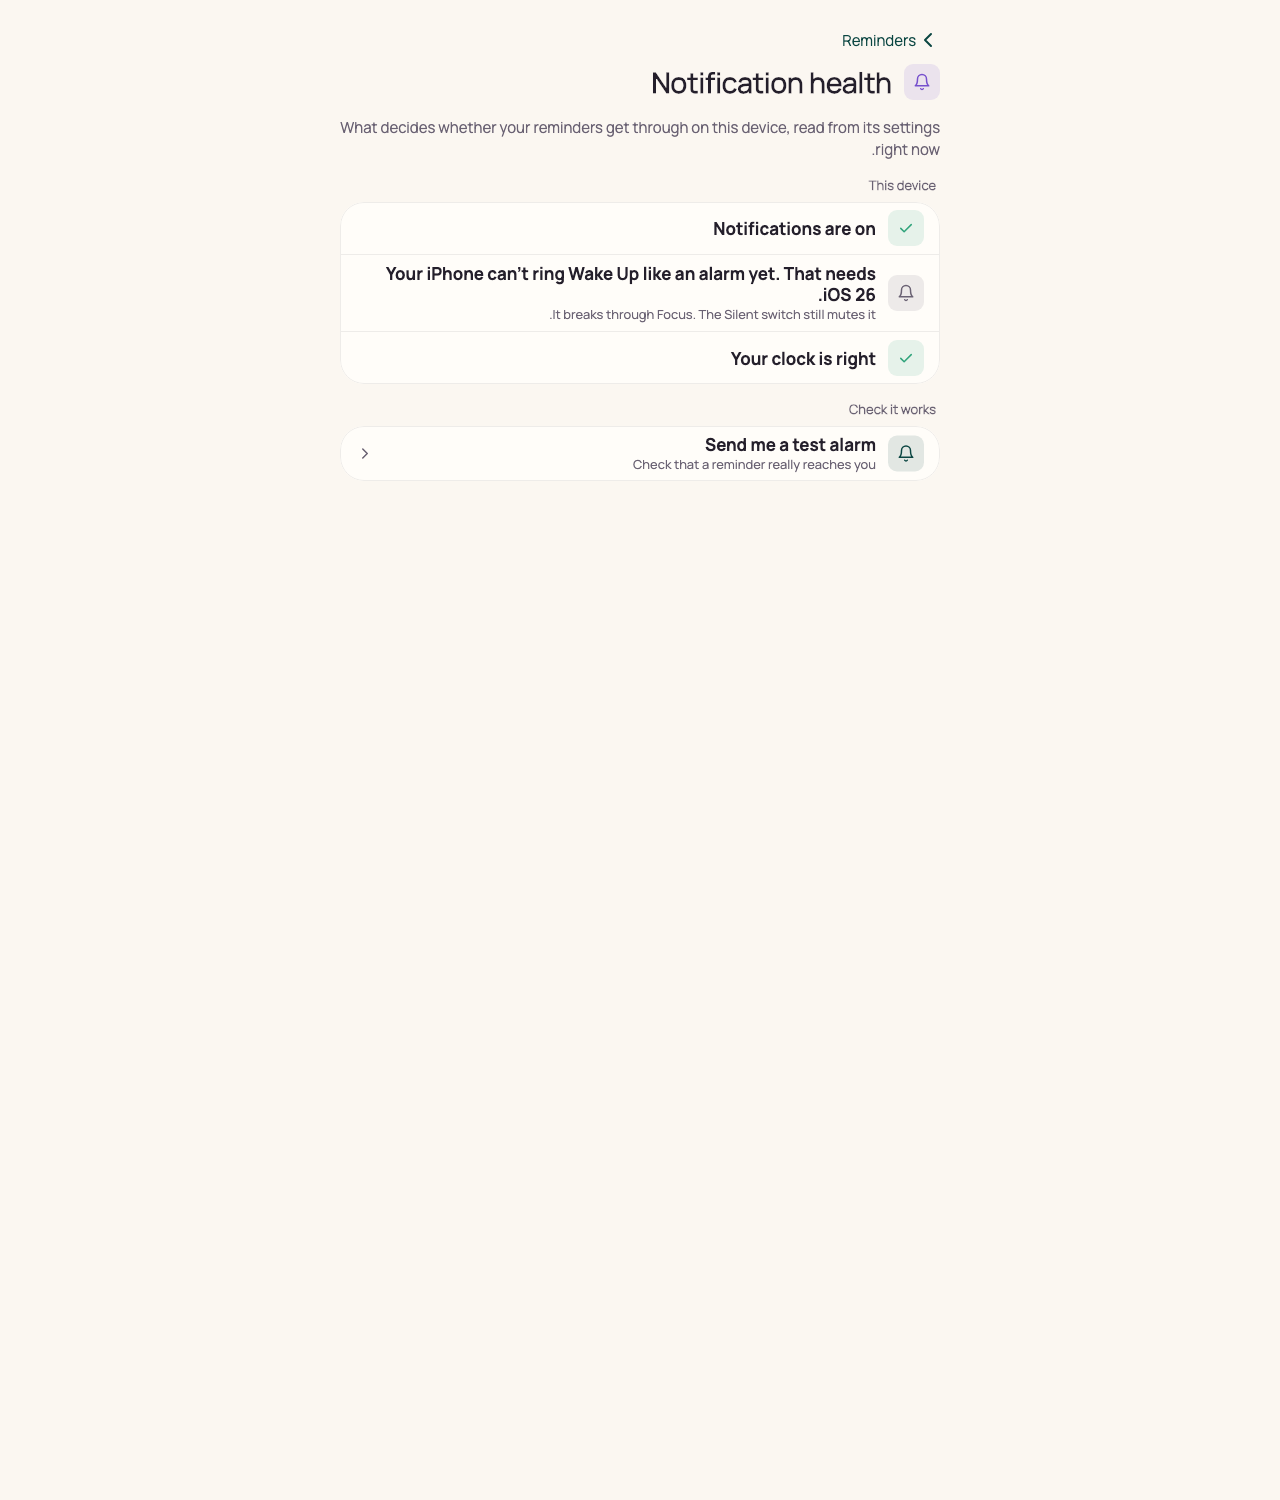 Reminders
Notification health
What decides whether your reminders get through on this device, read from its settings
.right now
This device
Notifications are on
Your iPhone can't ring Wake Up like an alarm yet. That needs
.iOS 26
.It breaks through Focus. The Silent switch still mutes it
Your clock is right
Check it works
Send me a test alarm
Check that a reminder really reaches you